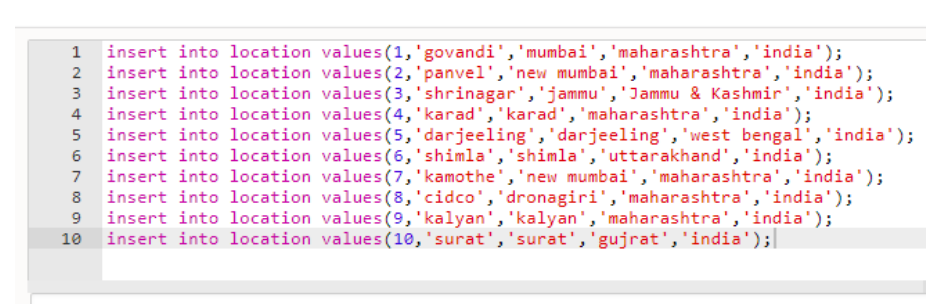 1 insert into location values(1,'govandi','mumbai','maharashtra','india');
2 insert into location values(2,'panvel','new mumbai','maharashtra','india');
3 insert into location values(3,'shrinagar','jammu','Jammu & Kashmir','india');
4 insert into location values(4,'karad','karad','maharashtra','india');
5 insert into location values(5,'darjeeling','darjeeling','west bengal','india');
6 insert into location values(6,'shimla','shimla','uttarakhand','india');
7 insert into location values(7,'kamothe','new mumbai','maharashtra','india');
8 insert into location values(8,'cidco','dronagiri','maharashtra','india');
9 insert into location values(9,'kalyan','kalyan','maharashtra','india');
10 insert into location values(10,'surat','surat','gujrat','india');